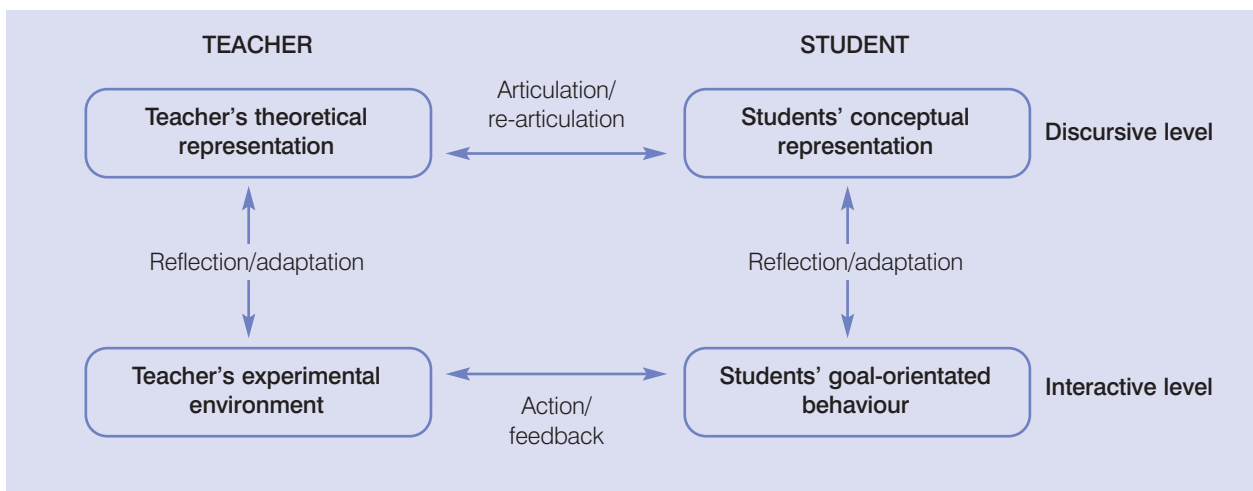 TEACHER
STUDENT
Teacher’s theoretical
representation
Articulation/
re-articulation
Students’ conceptual
representation
Discursive level
Reflection/adaptation
Reflection/adaptation
Teacher’s experimental
environment
Action/
feedback
Students’ goal-orientated
behaviour
Interactive level